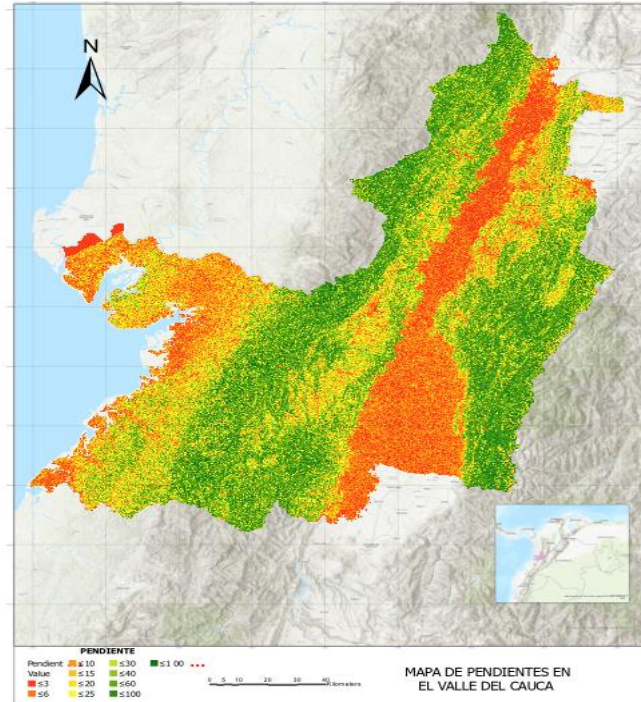 N
PENDIENTE
Pendient
Value
≤3
≤6
≤10
≤15
≤20
≤25
≤30
≤40
≤60
≤100
≤1 00
0 5 10 20 30 40
Kilometers
MAPA DE PENDIENTES EN
EL VALLE DEL CAUCA